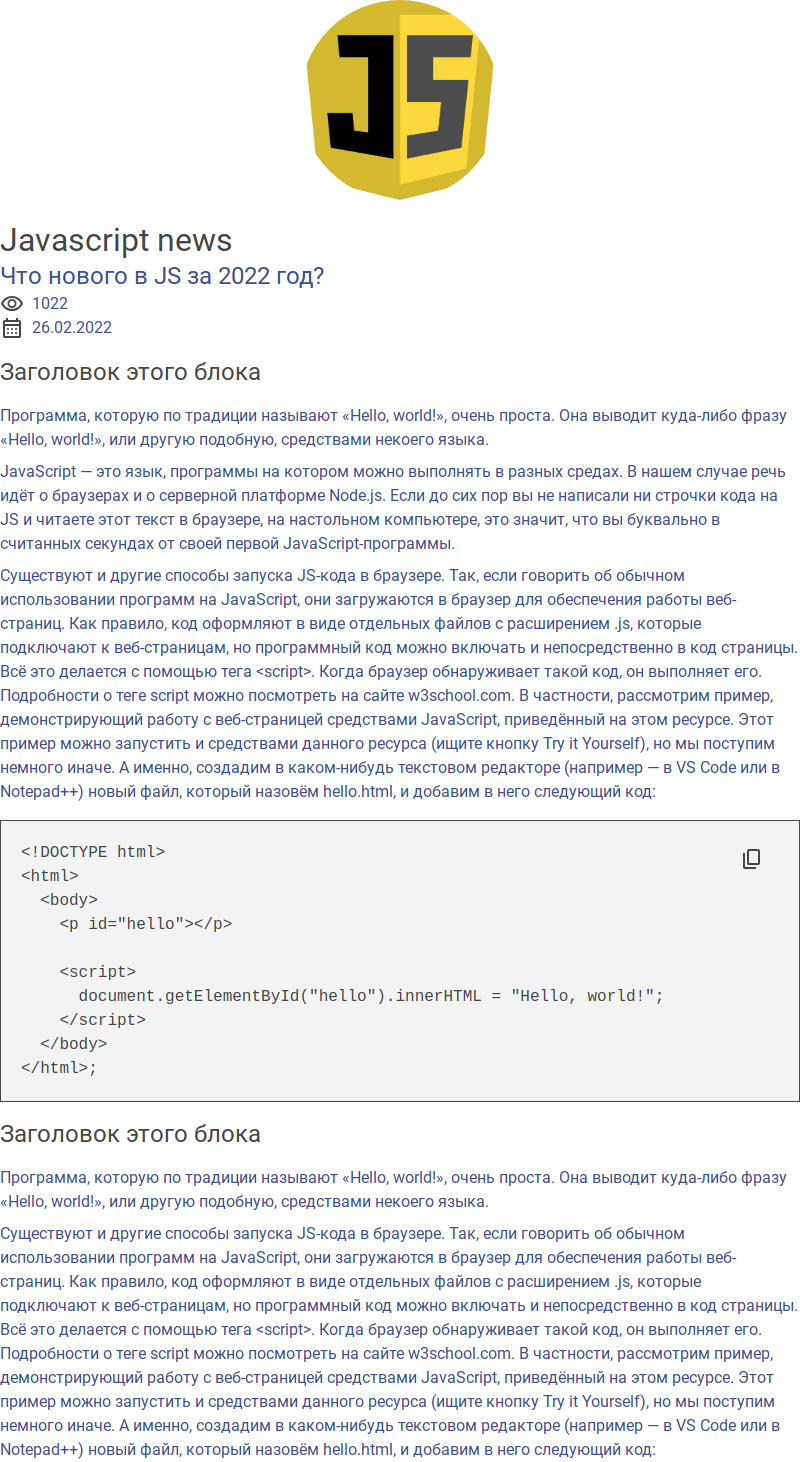 JS
Javascript news
Что нового в JS за 2022 год?
1022
26.02.2022
Заголовок этого блока
Программа, которую по традиции называют «Hello, world!», очень проста. Она выводит куда-либо фразу
«Hello, world!», или другую подобную, средствами некоего языка.
JavaScript — это язык, программы на котором можно выполнять в разных средах. В нашем случае речь
идёт о браузерах и о серверной платформе Node.js. Если до сих пор вы не написали ни строчки кода на
JS и читаете этот текст в браузере, на настольном компьютере, это значит, что вы буквально в
считанных секундах от своей первой JavaScript-программы.
Существуют и другие способы запуска JS-кода в браузере. Так, если говорить об обычном
использовании программ на JavaScript, они загружаются в браузер для обеспечения работы веб-
страниц. Как правило, код оформляют в виде отдельных файлов с расширением .js, которые
подключают к веб-страницам, но программный код можно включать и непосредственно в код страницы.
Всё это делается с помощью тега <script>. Когда браузер обнаруживает такой код, он выполняет его.
Подробности о теге script можно посмотреть на сайте w3school.com. В частности, рассмотрим пример,
демонстрирующий работу с веб-страницей средствами JavaScript, приведённый на этом ресурсе. Этот
пример можно запустить и средствами данного ресурса (ищите кнопку Try it Yourself), но мы поступим
немного иначе. А именно, создадим в каком-нибудь текстовом редакторе (например — в VS Code или в
Notepad++) новый файл, который назовём hello.html, и добавим в него следующий код:
<!DOCTYPE html>
<html>
  <body>
    <p id="hello"></p>
    <script>
      document.getElementById("hello").innerHTML = "Hello, world!";
    </script>
  </body>
</html>;
Заголовок этого блока
Программа, которую по традиции называют «Hello, world!», очень проста. Она выводит куда-либо фразу
«Hello, world!», или другую подобную, средствами некоего языка.
Существуют и другие способы запуска JS-кода в браузере. Так, если говорить об обычном
использовании программ на JavaScript, они загружаются в браузер для обеспечения работы веб-
страниц. Как правило, код оформляют в виде отдельных файлов с расширением .js, которые
подключают к веб-страницам, но программный код можно включать и непосредственно в код страницы.
Всё это делается с помощью тега <script>. Когда браузер обнаруживает такой код, он выполняет его.
Подробности о теге script можно посмотреть на сайте w3school.com. В частности, рассмотрим пример,
демонстрирующий работу с веб-страницей средствами JavaScript, приведённый на этом ресурсе. Этот
пример можно запустить и средствами данного ресурса (ищите кнопку Try it Yourself), но мы поступим
немного иначе. А именно, создадим в каком-нибудь текстовом редакторе (например — в VS Code или в
Notepad++) новый файл, который назовём hello.html, и добавим в него следующий код: